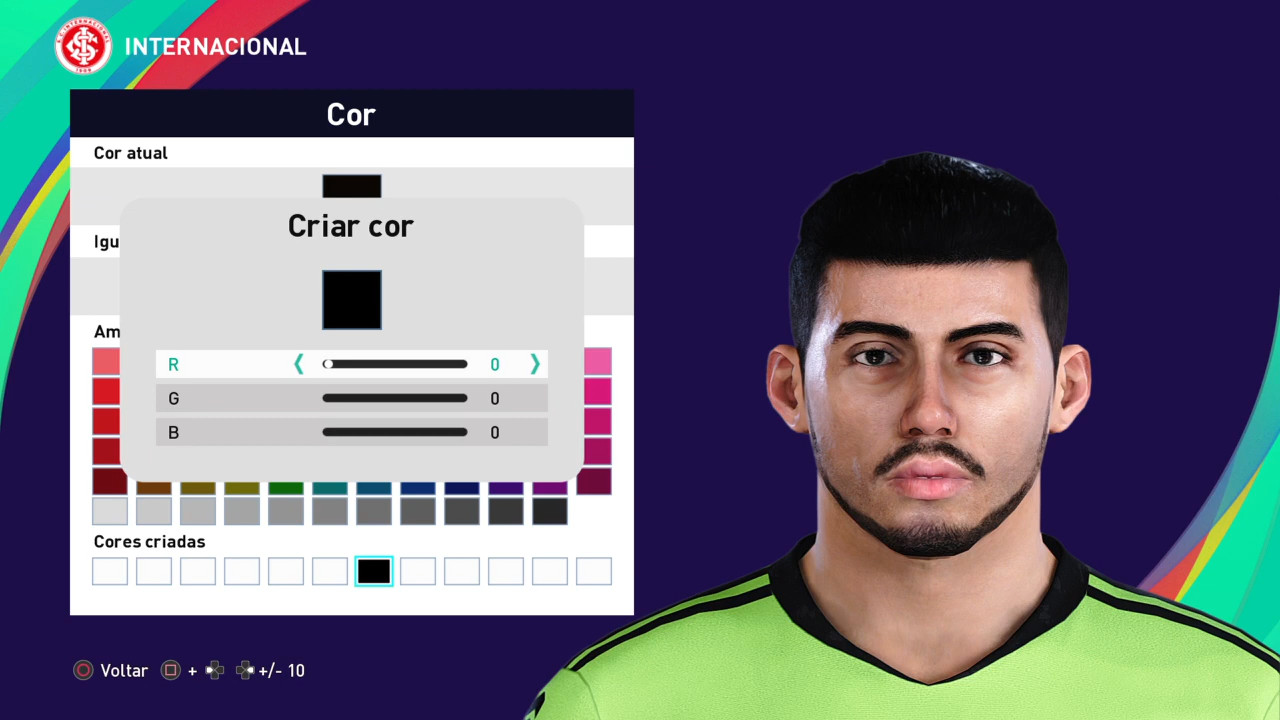 INTERNACIONAL
Cor
Cor atual
Criar cor
Igu
Am
R 0
G 0
B 0
Cores criadas
Voltar + +/- 10